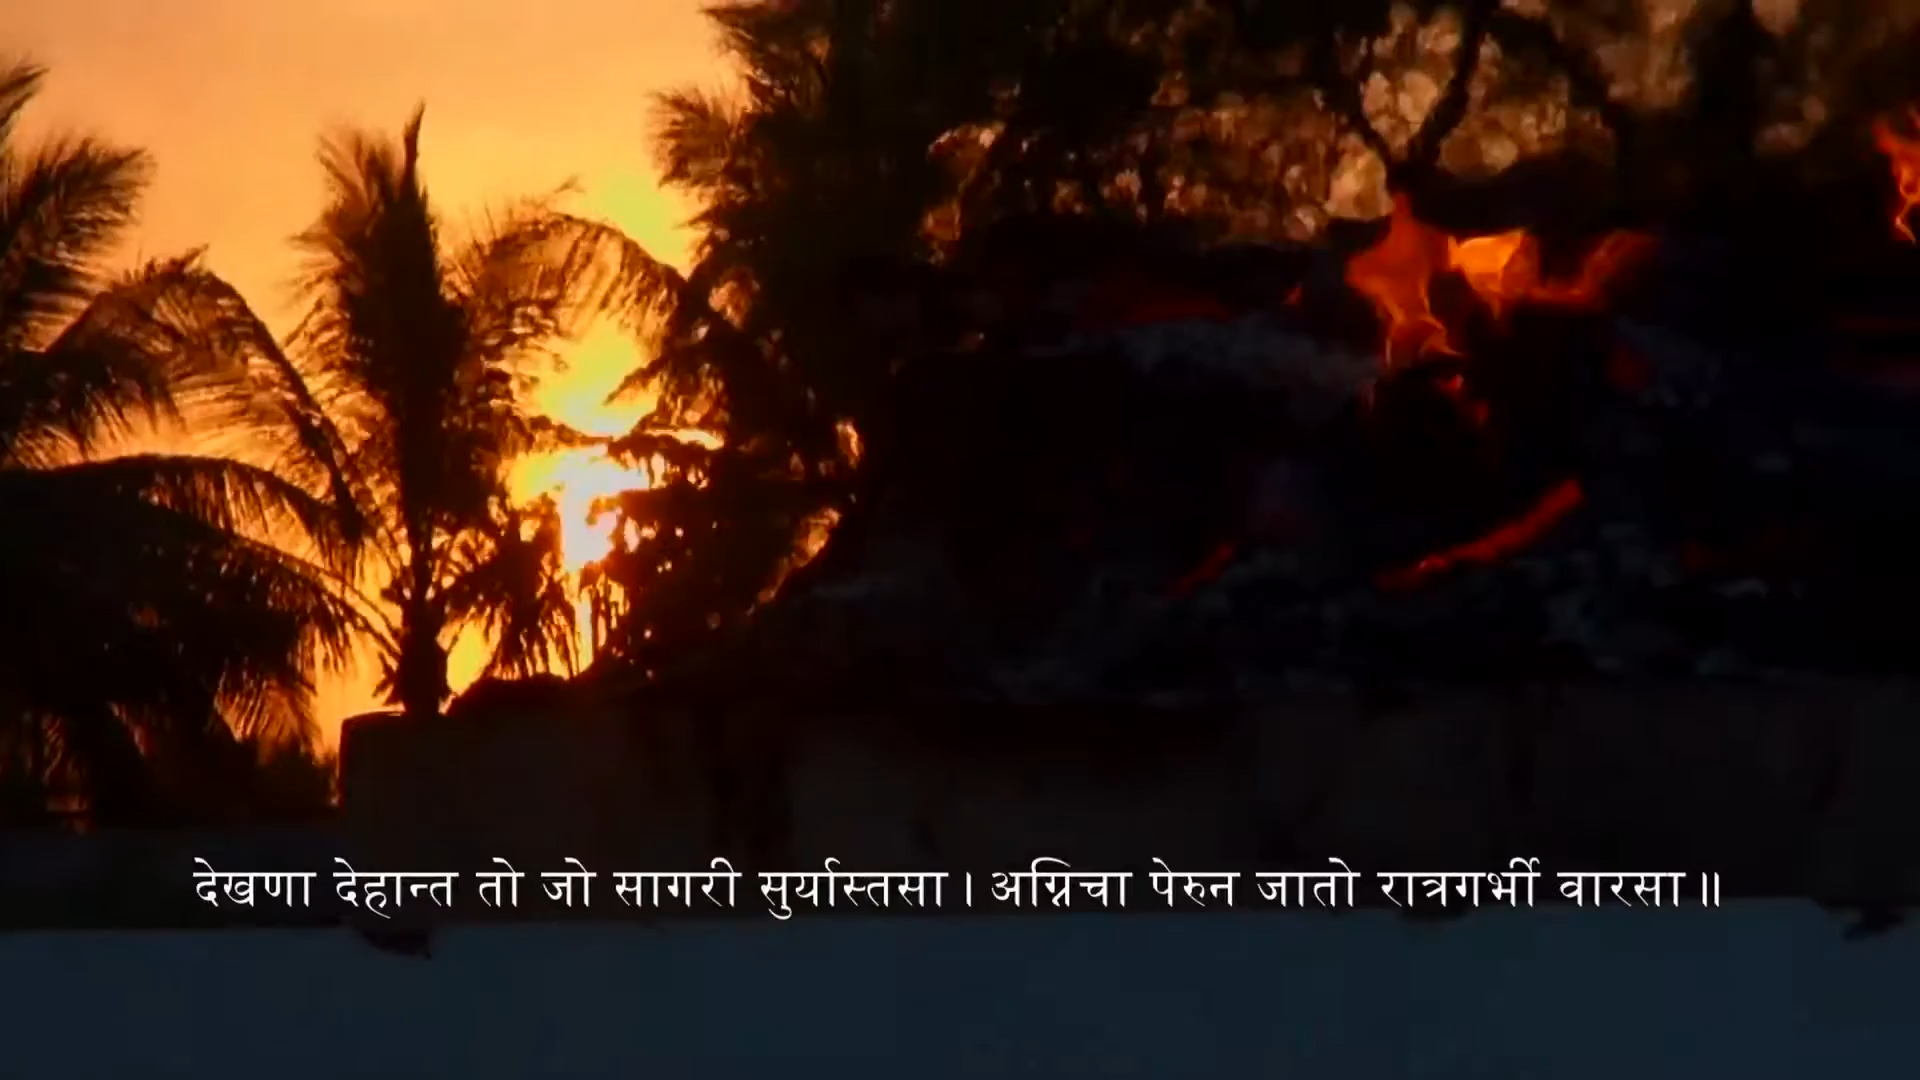 देखणा देहान्त तो जो सागरी सुर्यास्तसा । अग्निचा पेरुन जातो रात्रगर्भी वारसा ॥